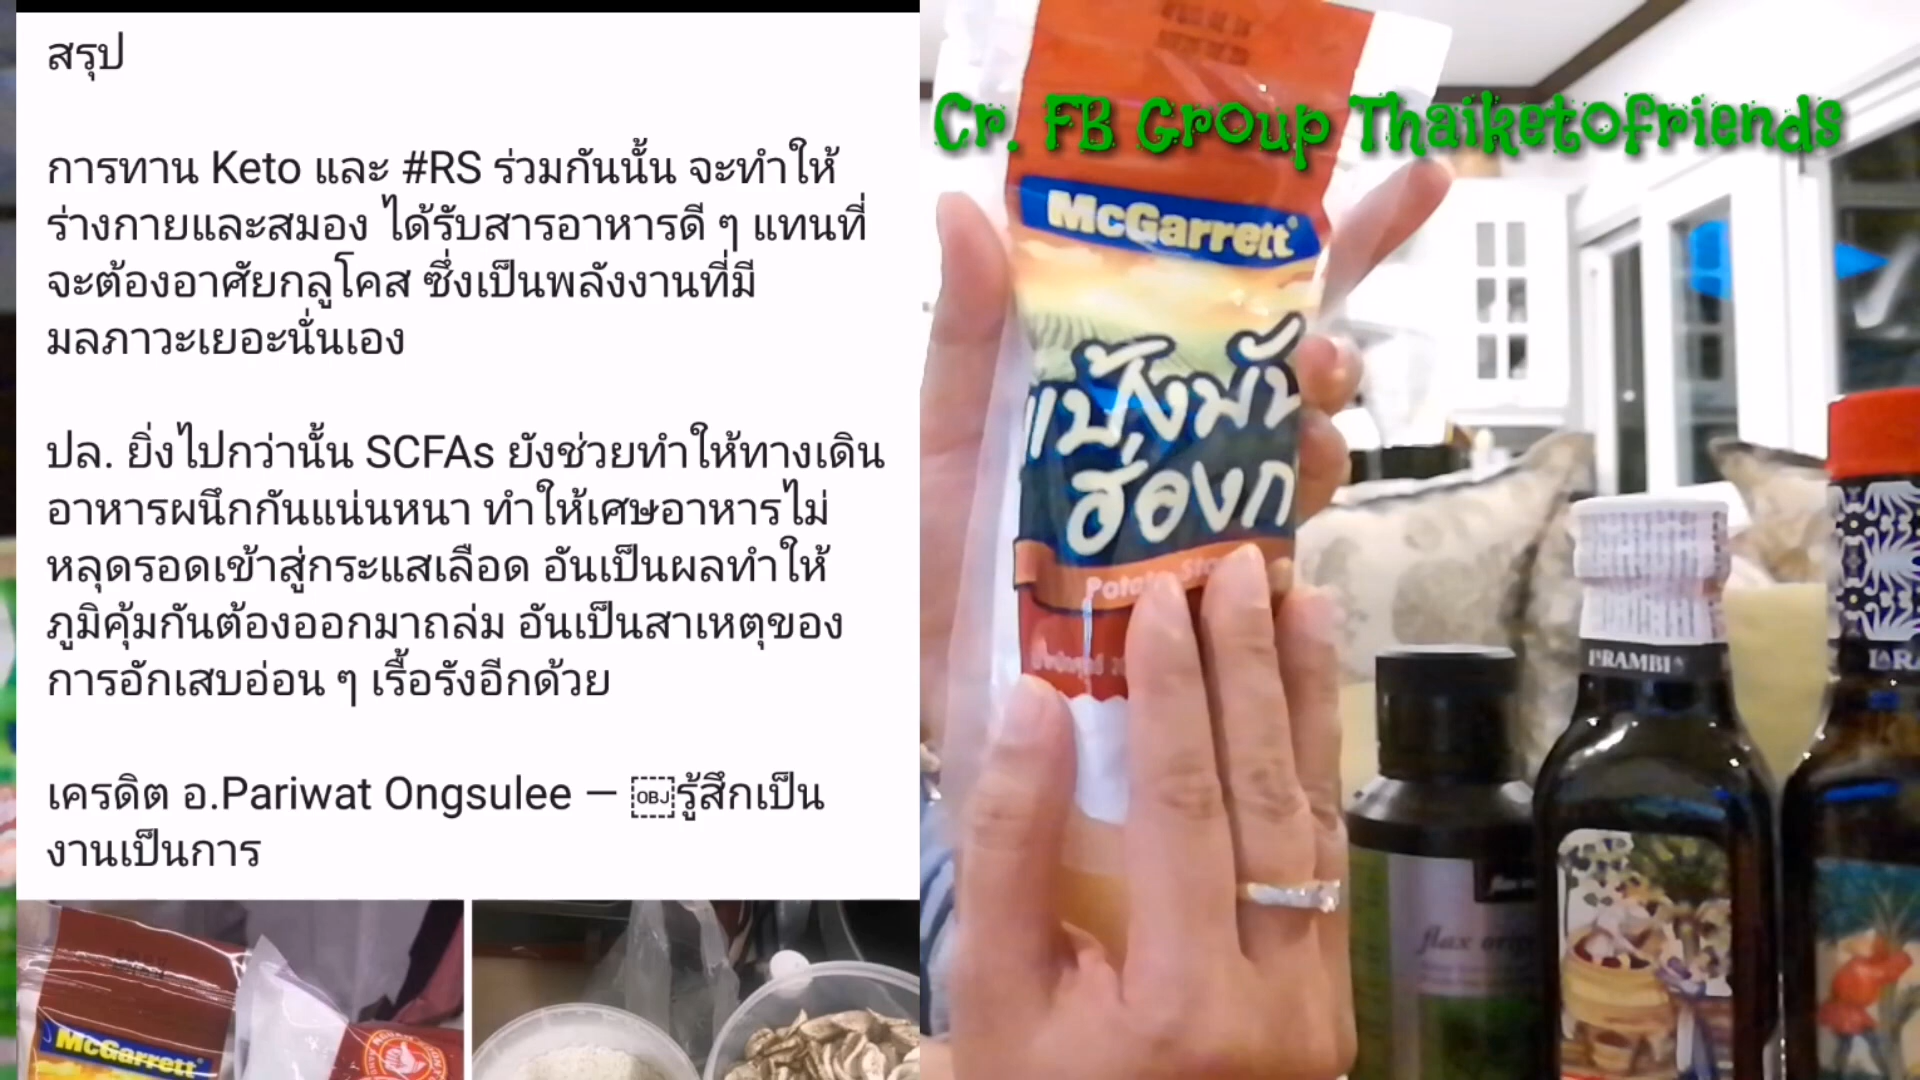 สรุป
การทาน Keto และ #RS ร่วมกันนั้น จะทำให้
ร่างกายและสมอง ได้รับสารอาหารดี ๆ แทนที่
จะต้องอาศัยกลูโคส ซึ่งเป็นพลังงานที่มี
มลภาวะเยอะนั่นเอง
ปล. ยิ่งไปกว่านั้น SCFAs ยังช่วยทำให้ทางเดิน
อาหารผนึกกันแน่นหนา ทำให้เศษอาหารไม่
หลุดรอดเข้าสู่กระแสเลือด อันเป็นผลทำให้
ภูมิคุ้มกันต้องออกมาถล่ม อันเป็นสาเหตุของ
การอักเสบอ่อน ๆ เรื้อรังอีกด้วย
เครดิต อ.Pariwat Ongsulee — OBJรู้สึกเป็น
งานเป็นการ
McGarrett
Cr. FB Group Thaiketofriends
McGarrett
แป้งมัน
ฮ่องก
Potato
flax
PRAMBI